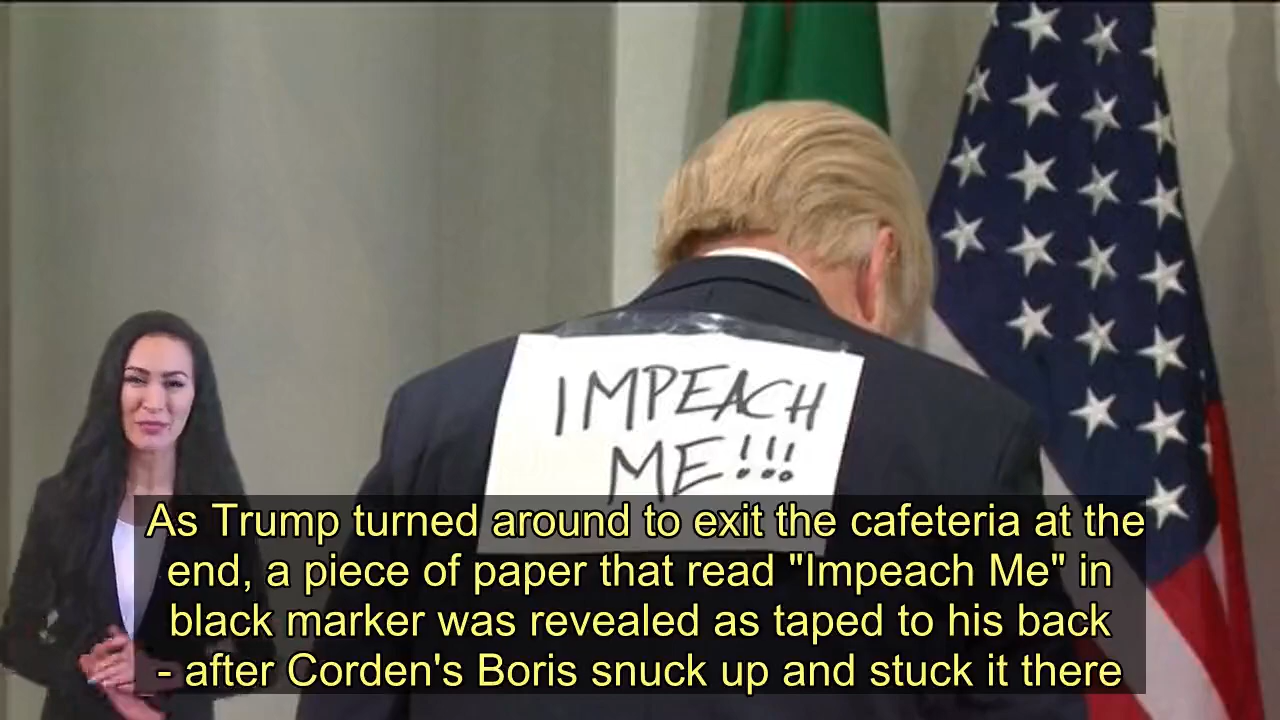 IMPEACH
ME!!!
As Trump turned around to exit the cafeteria at the
end, a piece of paper that read "Impeach Me" in
black marker was revealed as taped to his back
- after Corden's Boris snuck up and stuck it there